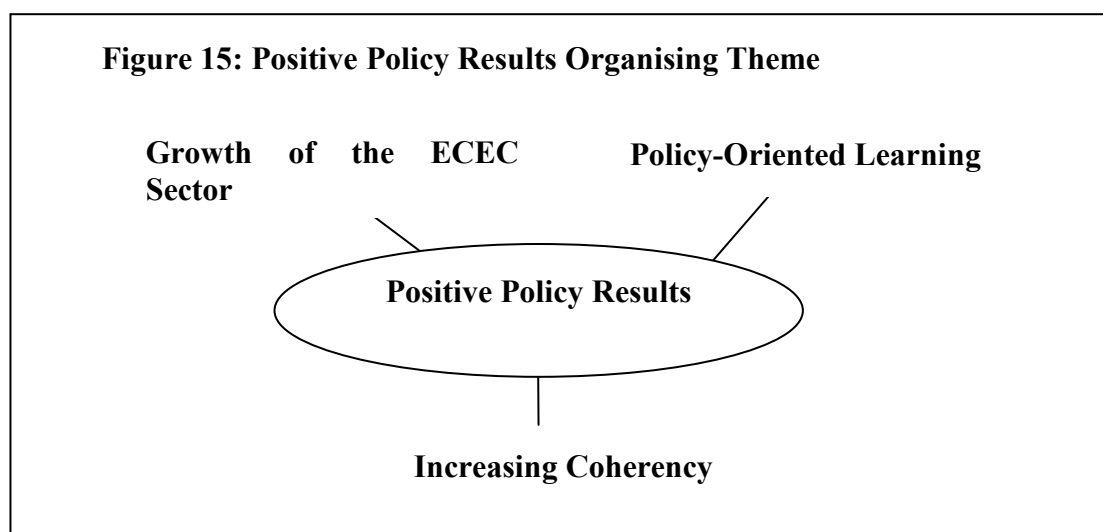 Figure 15: Positive Policy Results Organising Theme
Growth of the ECEC
Sector
Policy-Oriented Learning
Positive Policy Results
Increasing Coherency